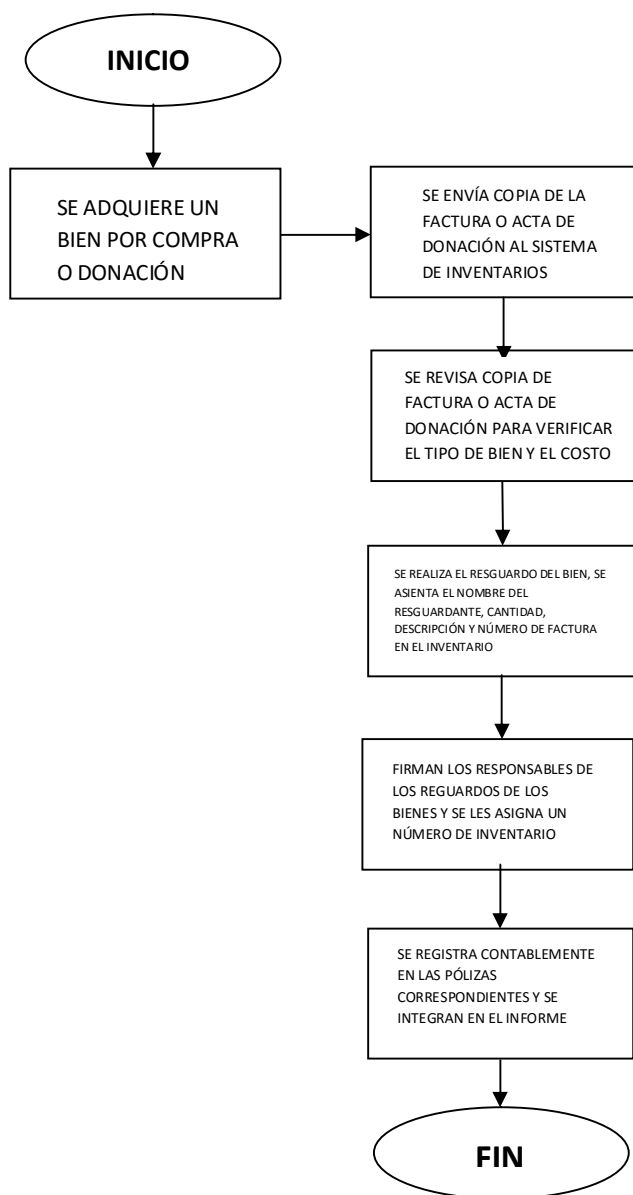 INICIO
SE ADQUIERE UN
BIEN POR COMPRA
O DONACIÓN
SE ENVÍA COPIA DE LA
FACTURA O ACTA DE
DONACIÓN AL SISTEMA
DE INVENTARIOS
SE REVISA COPIA DE
FACTURA O ACTA DE
DONACIÓN PARA VERIFICAR
EL TIPO DE BIEN Y EL COSTO
SE REALIZA EL RESGUARDO DEL BIEN, SE
ASIENTA EL NOMBRE DEL
RESGUARDANTE, CANTIDAD,
DESCRIPCIÓN Y NÚMERO DE FACTURA
EN EL INVENTARIO
FIRMAN LOS RESPONSABLES DE
LOS REGUARDOS DE LOS
BIENES Y SE LES ASIGNA UN
NÚMERO DE INVENTARIO
SE REGISTRA CONTABLEMENTE
EN LAS PÓLIZAS
CORRESPONDIENTES Y SE
INTEGRAN EN EL INFORME
FIN